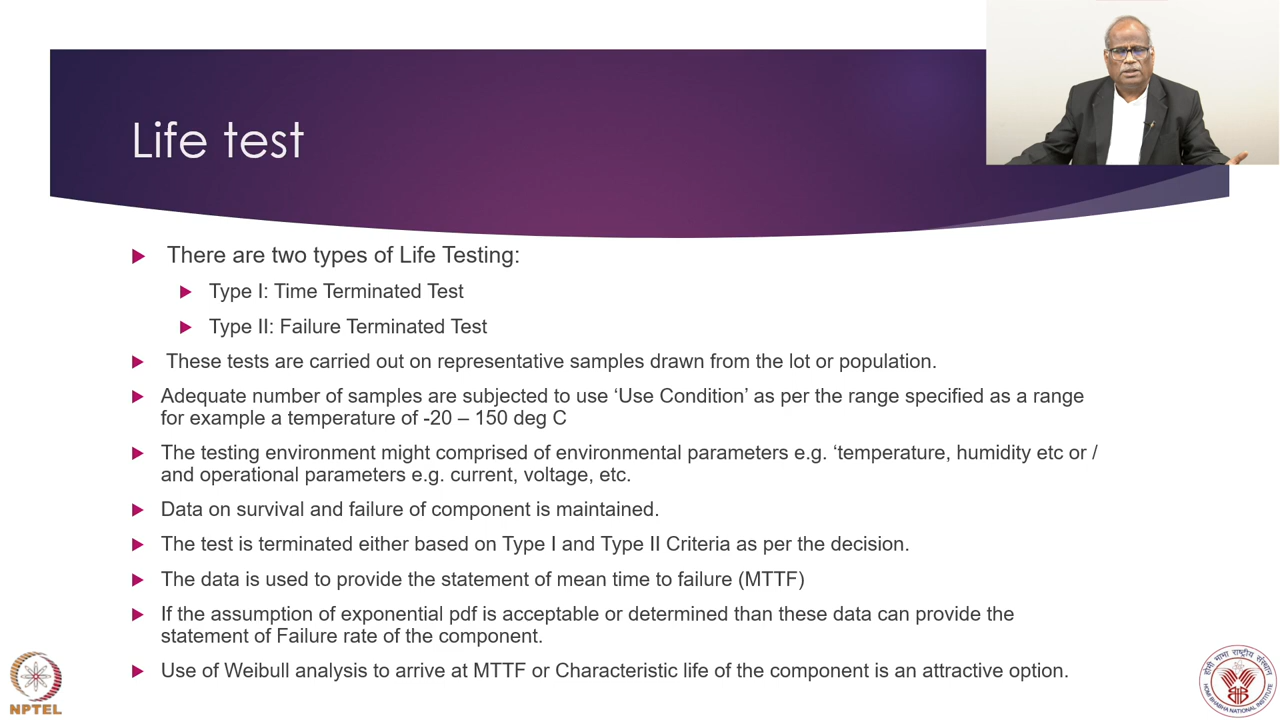 Life test
There are two types of Life Testing:
Type I: Time Terminated Test
Type II: Failure Terminated Test
These tests are carried out on representative samples drawn from the lot or population.
Adequate number of samples are subjected to use ‘Use Condition’ as per the range specified as a range
for example a temperature of -20 – 150 deg C
The testing environment might comprised of environmental parameters e.g. ‘temperature, humidity etc or /
and operational parameters e.g. current, voltage, etc.
Data on survival and failure of component is maintained.
The test is terminated either based on Type I and Type II Criteria as per the decision.
The data is used to provide the statement of mean time to failure (MTTF)
If the assumption of exponential pdf is acceptable or determined than these data can provide the
statement of Failure rate of the component.
Use of Weibull analysis to arrive at MTTF or Characteristic life of the component is an attractive option.
NPTEL
होमी भाभा राष्ट्रीय संस्थान
HOMI BHABHA NATIONAL INSTITUTE